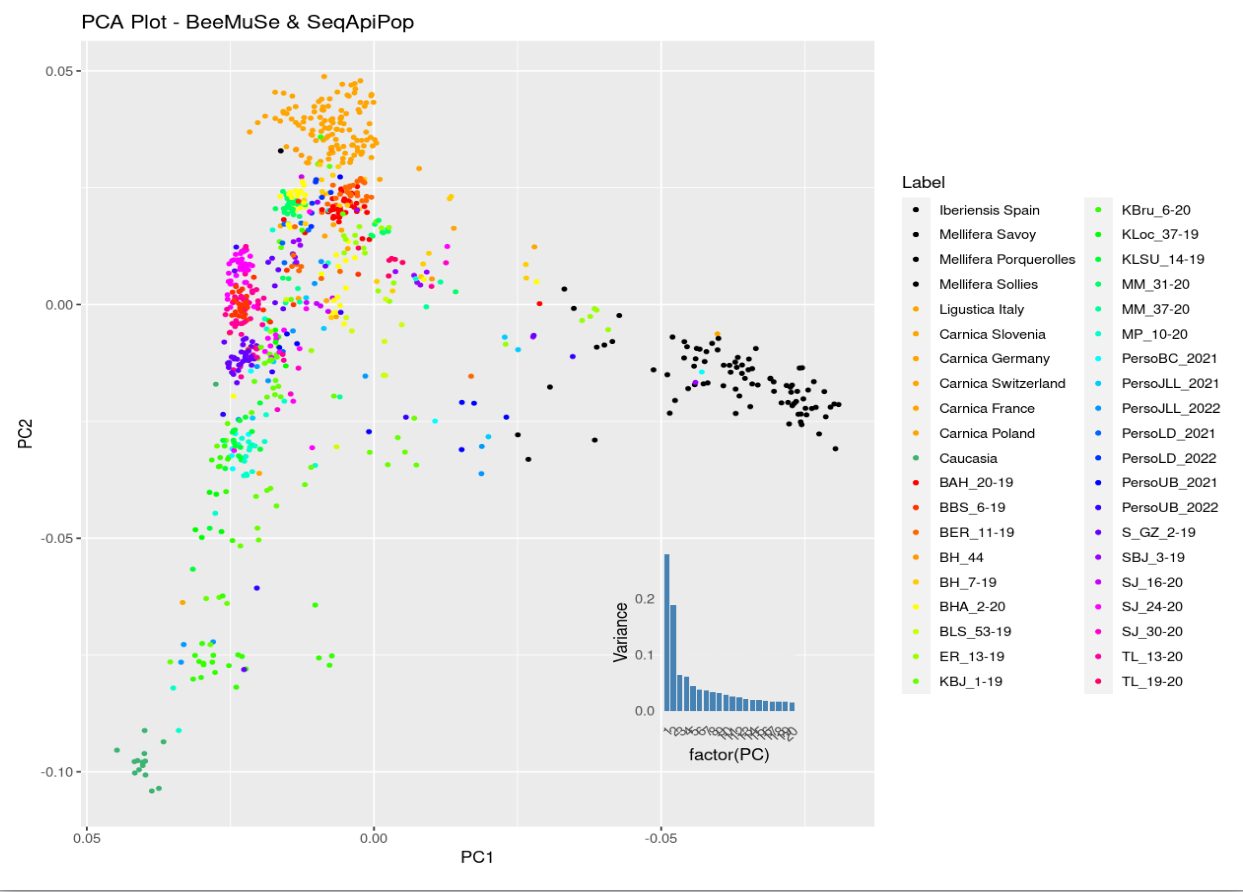 PCA Plot - BeeMuSe & SeqApiPop
0.05
0.00
-0.05
-0.10
PC2
0.05
0.00
-0.05
PC1
Variance
0.2
0.1
0.0
factor(PC)
Label
Iberiensis Spain
Mellifera Savoy
Mellifera Porquerolles
Mellifera Sollies
Ligustica Italy
Carnica Slovenia
Carnica Germany
Carnica Switzerland
Carnica France
Carnica Poland
Caucasia
BAH_20-19
BBS_6-19
BER_11-19
BH_44
BH_7-19
BHA_2-20
BLS_53-19
ER_13-19
KBJ_1-19
KBru_6-20
KLoc_37-19
KLSU_14-19
MM_31-20
MM_37-20
MP_10-20
PersoBC_2021
PersoJLL_2021
PersoJLL_2022
PersoLD_2021
PersoLD_2022
PersoUB_2021
PersoUB_2022
S_GZ_2-19
SBJ_3-19
SJ_16-20
SJ_24-20
SJ_30-20
TL_13-20
TL_19-20